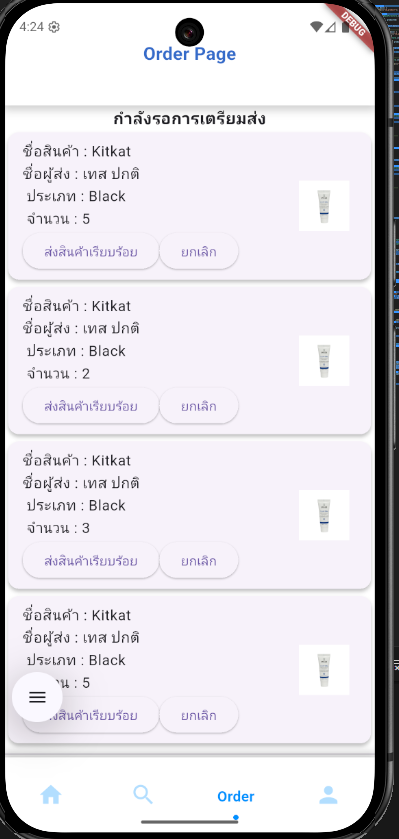 4:24
DEBUG
Order Page
กำลังรอการเตรียมส่ง
ชื่อสินค้า : Kitkat
ชื่อผู้ส่ง : เทส ปกติ
ประเภท : Black
จำนวน : 5
ส่งสินค้าเรียบร้อย ยกเลิก
ชื่อสินค้า : Kitkat
ชื่อผู้ส่ง : เทส ปกติ
ประเภท : Black
จำนวน : 2
ส่งสินค้าเรียบร้อย ยกเลิก
ชื่อสินค้า : Kitkat
ชื่อผู้ส่ง : เทส ปกติ
ประเภท : Black
จำนวน : 3
ส่งสินค้าเรียบร้อย ยกเลิก
ชื่อสินค้า : Kitkat
ชื่อผู้ส่ง : เทส ปกติ
ประเภท : Black
: 5
ส่งสินค้าเรียบร้อย ยกเลิก
Order